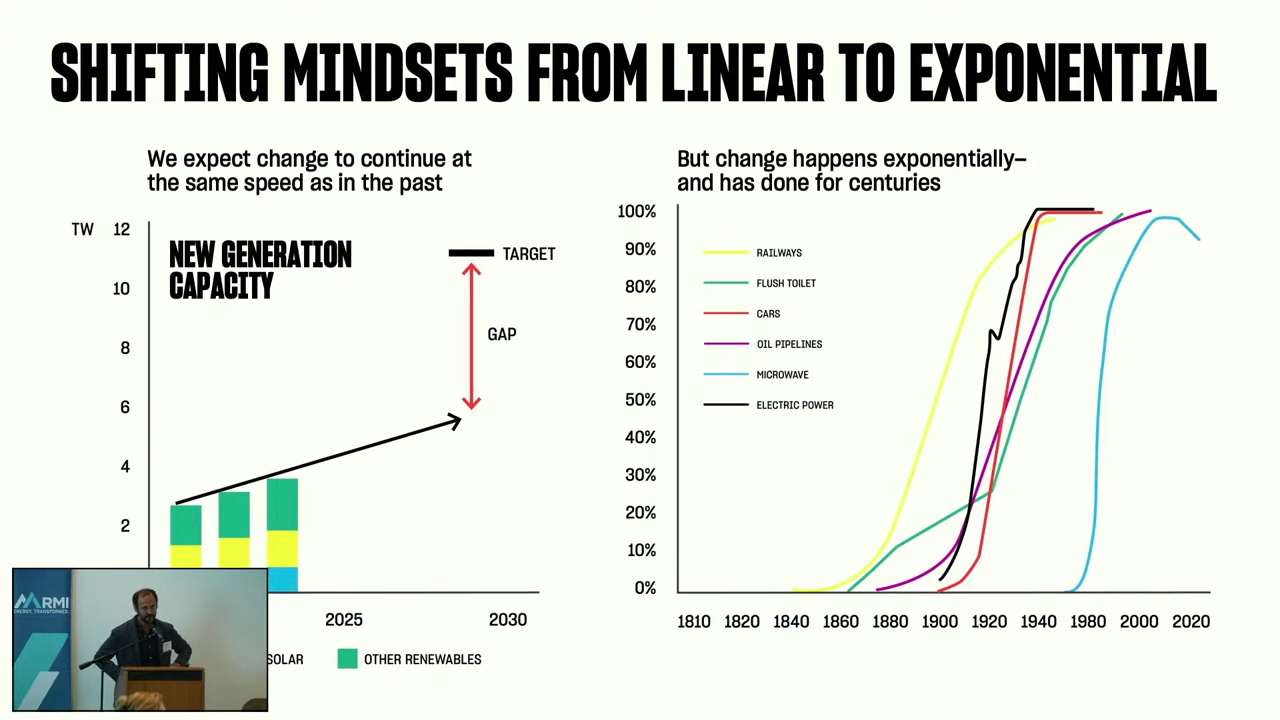 SHIFTING MINDSETS FROM LINEAR TO EXPONENTIAL
We expect change to continue at
the same speed as in the past
TW
12
10
8
6
4
2
NEW GENERATION
CAPACITY
TARGET
GAP
2025
2030
SOLAR
OTHER RENEWABLES
But change happens exponentially–
and has done for centuries
100%
90%
80%
70%
60%
50%
40%
30%
20%
10%
0%
RAILWAYS
FLUSH TOILET
CARS
OIL PIPELINES
MICROWAVE
ELECTRIC POWER
1810 1820 1840 1860 1880 1900 1920 1940 1980 2000 2020
RMI
ENERGY. TRANSFORMED.